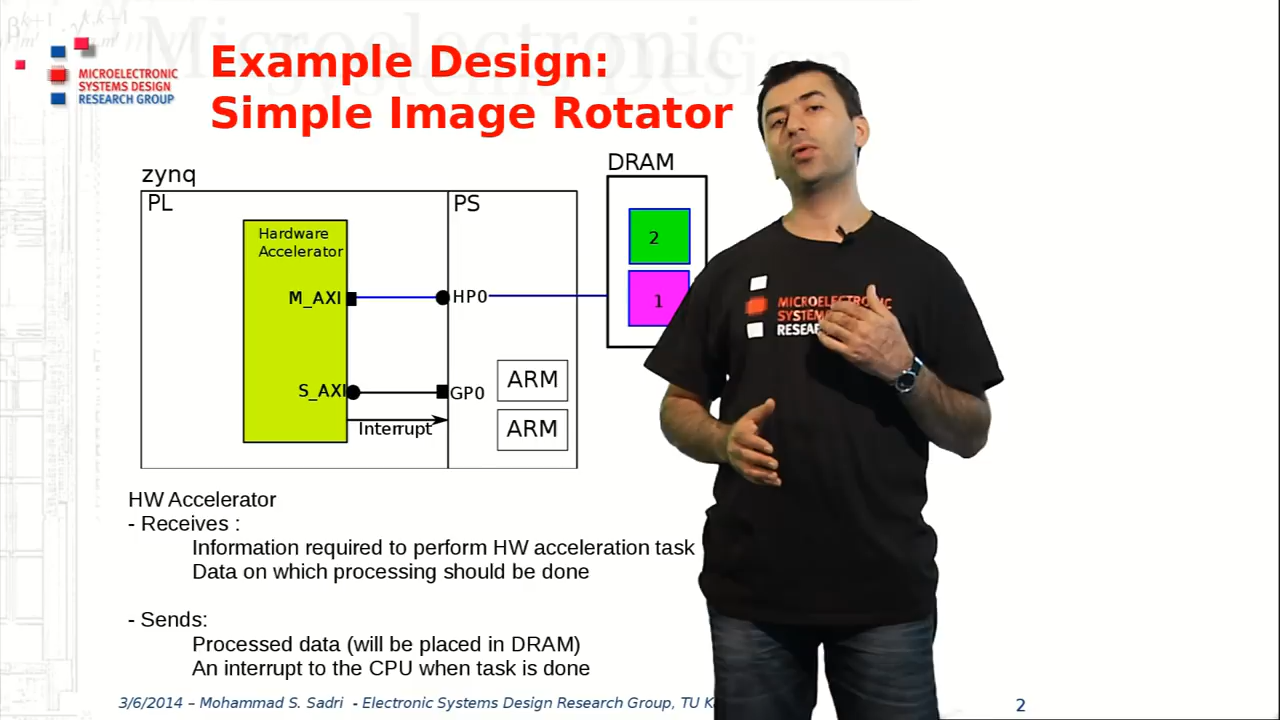 MICROELECTRONIC
SYSTEMS DESIGN
RESEARCH GROUP
Example Design:
Simple Image Rotator
zynq
PL
PS
DRAM
Hardware
Accelerator
M_AXI
HP0
2
1
S_AXI
GP0
Interrupt
ARM
ARM
MICROELECTRONIC
HW Accelerator
- Receives :
Information required to perform HW acceleration task
Data on which processing should be done
- Sends:
Processed data (will be placed in DRAM)
An interrupt to the CPU when task is done
3/6/2014 – Mohammad S. Sadri - Electronic Systems Design Research Group, TU
2